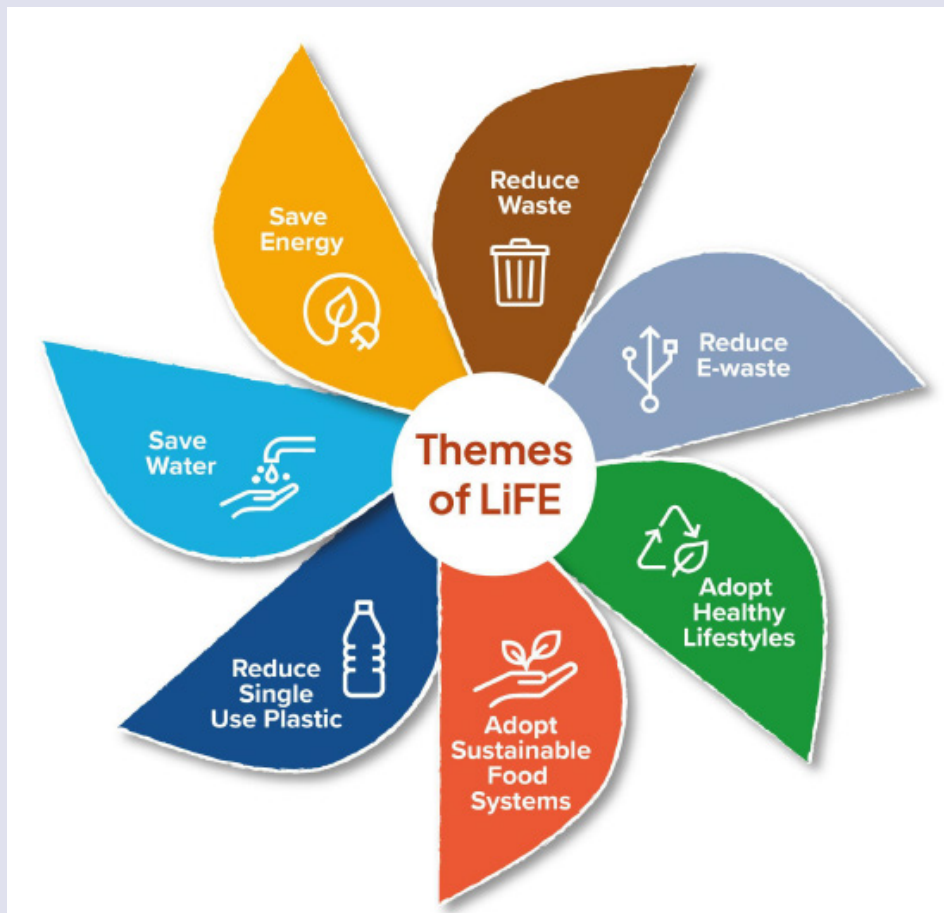 Themes
of LiFE
Reduce
Waste
Reduce
E-waste
Adopt
Healthy
Lifestyles
Adopt
Sustainable
Food
Systems
Reduce
Single
Use Plastic
Save
Water
Save
Energy